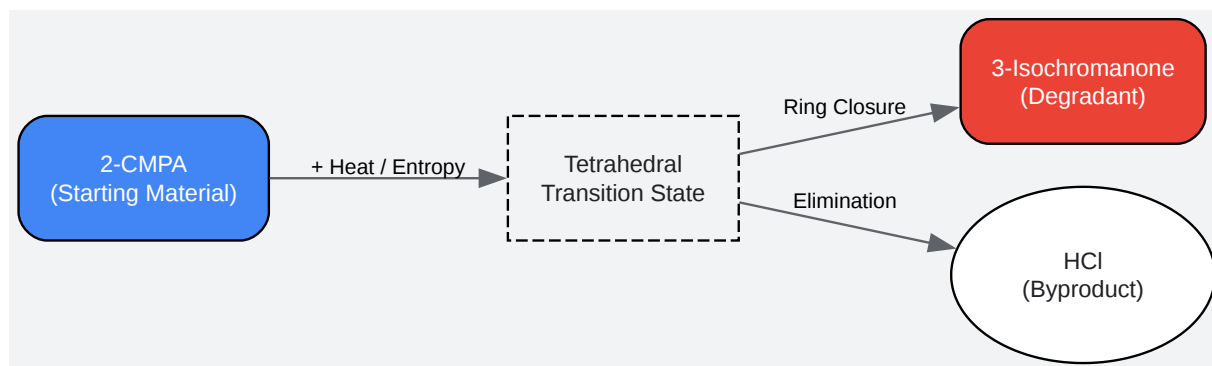 2-CMPA
(Starting Material)
+ Heat / Entropy
Tetrahedral
Transition State
Ring Closure
Elimination
3-Isochromanone
(Degradant)
HCl
(Byproduct)